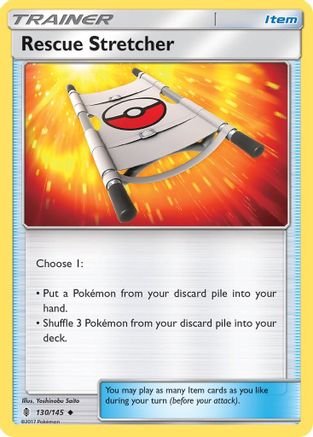 TRAINER Item
Rescue Stretcher
Choose 1:
• Put a Pokémon from your discard pile into your
hand.
• Shuffle 3 Pokémon from your discard pile into your
deck.
Illus. Yoshinobu Saito
130/145 ◆
©2017 Pokémon
You may play as many Item cards as you like
during your turn (before your attack).